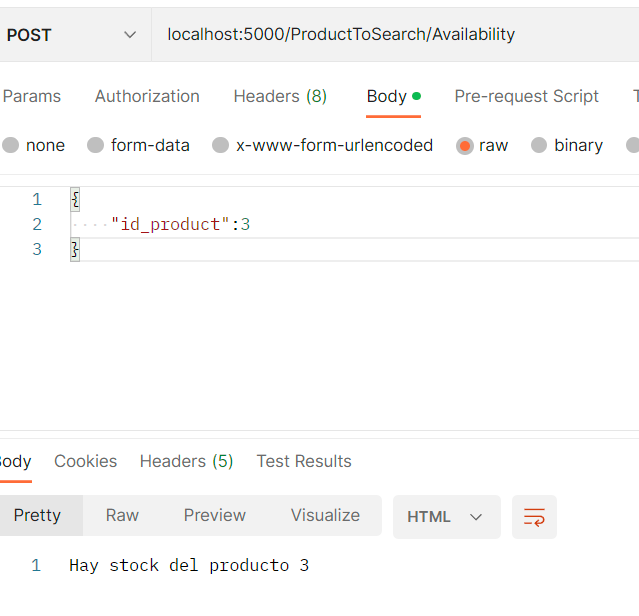 POST localhost:5000/ProductToSearch/Availability
Params Authorization Headers (8) Body Pre-request Script T
none form-data x-www-form-urlencoded raw binary
1 {
2 "id_product":3
3 }
Body Cookies Headers (5) Test Results
Pretty Raw Preview Visualize HTML
1 Hay stock del producto 3